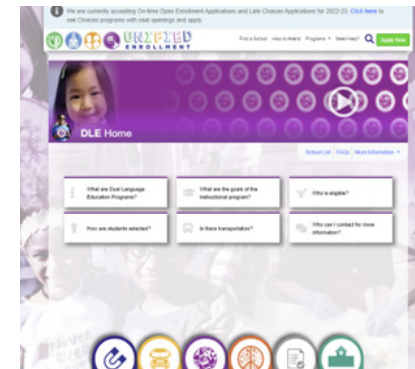 We are currently accepting On-time Open Enrollment Applications and Late Choices Applications for 2022-23. Click here to
see Choices programs with seat openings and apply.
UNIFIED
ENROLLMENT
Find a School How to Attend Programs Need Help? Apply Now
DLE Home
School List FAQs More Information
What are Dual Language
Education Programs?
What are the goals of the
instructional program?
Who is eligible?
How are students selected?
Is there transportation?
Who can I contact for more
information?